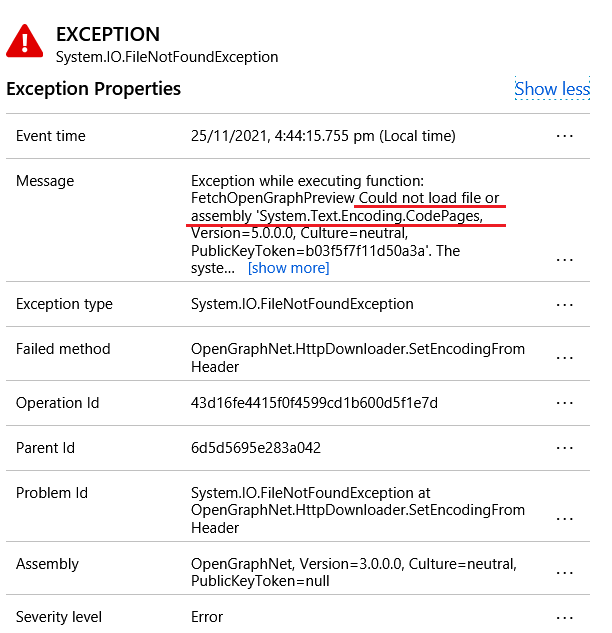 EXCEPTION
System.IO.FileNotFoundException
Exception Properties
Show less
Event time
25/11/2021, 4:44:15.755 pm (Local time)
Message
Exception while executing function:
FetchOpenGraphPreview Could not load file or
assembly 'System.Text.Encoding.CodePages,
Version=5.0.0.0, Culture=neutral,
PublicKeyToken=b03f5f7f11d50a3a'. The
syste... [show more]
Exception type
System.IO.FileNotFoundException
Failed method
OpenGraphNet.HttpDownloader.SetEncodingFrom
Header
Operation Id
43d16fe4415f0f4599cd1b600d5f1e7d
Parent Id
6d5d5695e283a042
Problem Id
System.IO.FileNotFoundException at
OpenGraphNet.HttpDownloader.SetEncodingFrom
Header
Assembly
OpenGraphNet, Version=3.0.0.0, Culture=neutral,
PublicKeyToken=null
Severity level
Error